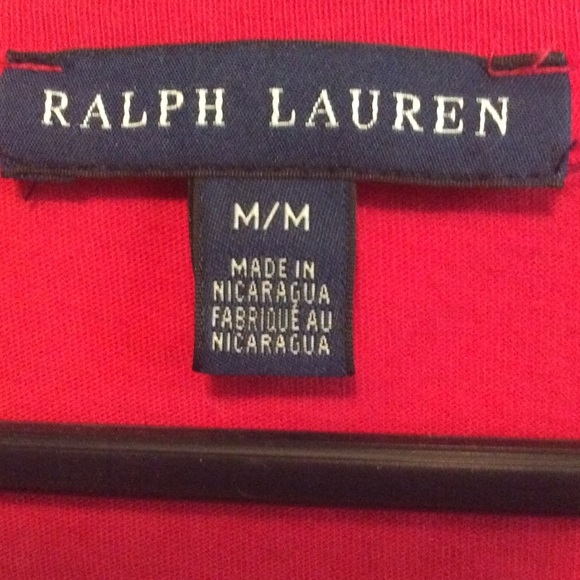 RALPH LAUREN
M/M
MADE IN
NICARAGUA
FABRIQUÉ AU
NICARAGUA